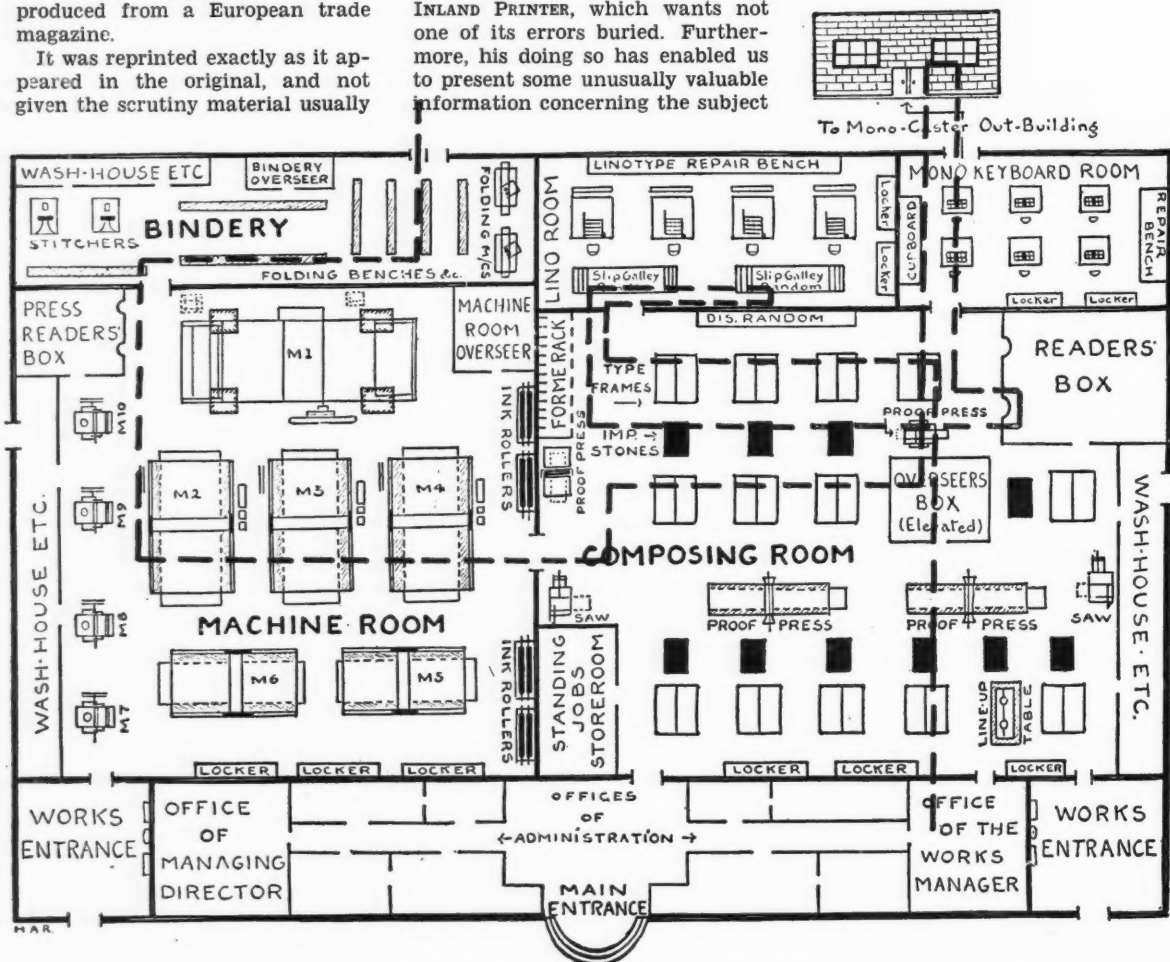 produced from a European trade
magazine.
It was reprinted exactly as it ap-
peared in the original, and not
given the scrutiny material usually
INLAND PRINTER, which wants not
one of its errors buried. Further-
more, his doing so has enabled us
to present some unusually valuable
information concerning the subject
To Mono-Caster Out-Building
WASH-HOUSE ETC
BINDERY
OVERSEER
STITCHERS
BINDERY
FOLDING M/CS
FOLDING BENCHES &c.
LINO ROOM
LINOTYPE REPAIR BENCH
Slip Galley
Slip Galley
Random
Locker
Locker
CUPBOARD
MONO KEYBOARD ROOM
REPAIR
BENCH
Locker
Locker
PRESS
READERS'
BOX
M1
MACHINE
ROOM
OVERSEER
FORME RACK
DIS. RANDOM
TYPE
FRAMES
READERS'
BOX
M10
INK ROLLERS
PROOF PRESS
IMP.
STONES
PROOF PRESS
M2
M3
M4
OVERSEERS
BOX
(Elevated)
M9
WASH-HOUSE ETC.
COMPOSING ROOM
WASH-HOUSE ETC.
M8
MACHINE ROOM
SAW
PROOF PRESS
PROOF PRESS
SAW
M6
M5
INK ROLLERS
STANDING
JOBS
STOREROOM
LINE-UP
TABLE
M7
LOCKER
LOCKER
LOCKER
LOCKER
LOCKER
LOCKER
WORKS
ENTRANCE
OFFICE
OF
MANAGING
DIRECTOR
OFFICES
OF
ADMINISTRATION
MAIN
ENTRANCE
OFFICE
OF THE
WORKS
MANAGER
WORKS
ENTRANCE
HAR.